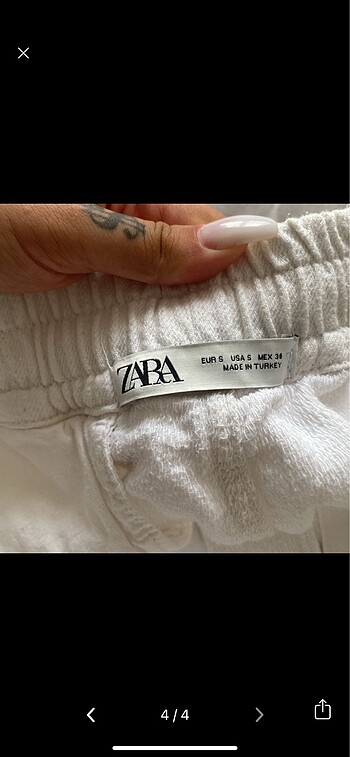 ZARA
EUR S USA S MEX 36
MADE IN TURKEY
4 / 4